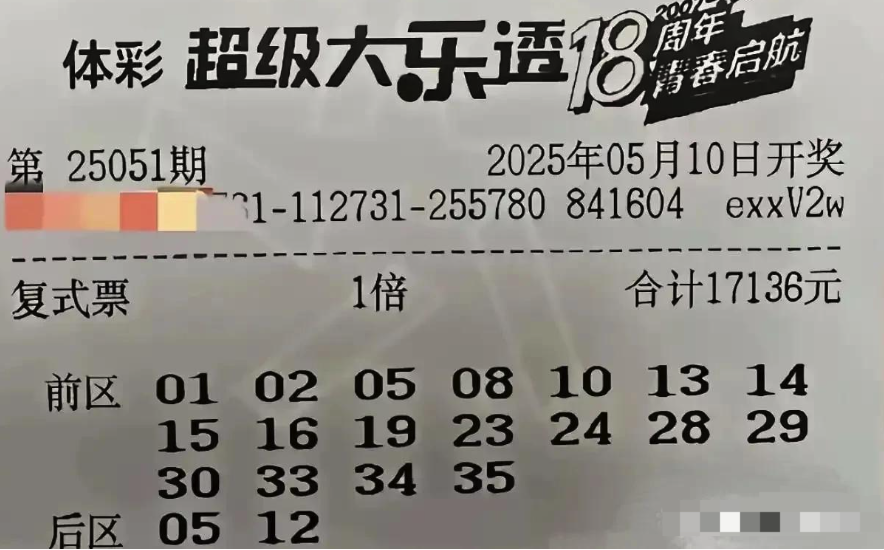 体彩 超级大乐透 18周年 青春启航
第 25051期 2025年05月10日开奖
1-112731-255780 841604 exxV2w
复式票 1倍 合计17136元
前区 01 02 05 08 10 13 14
15 16 19 23 24 28 29
30 33 34 35
后区 05 12